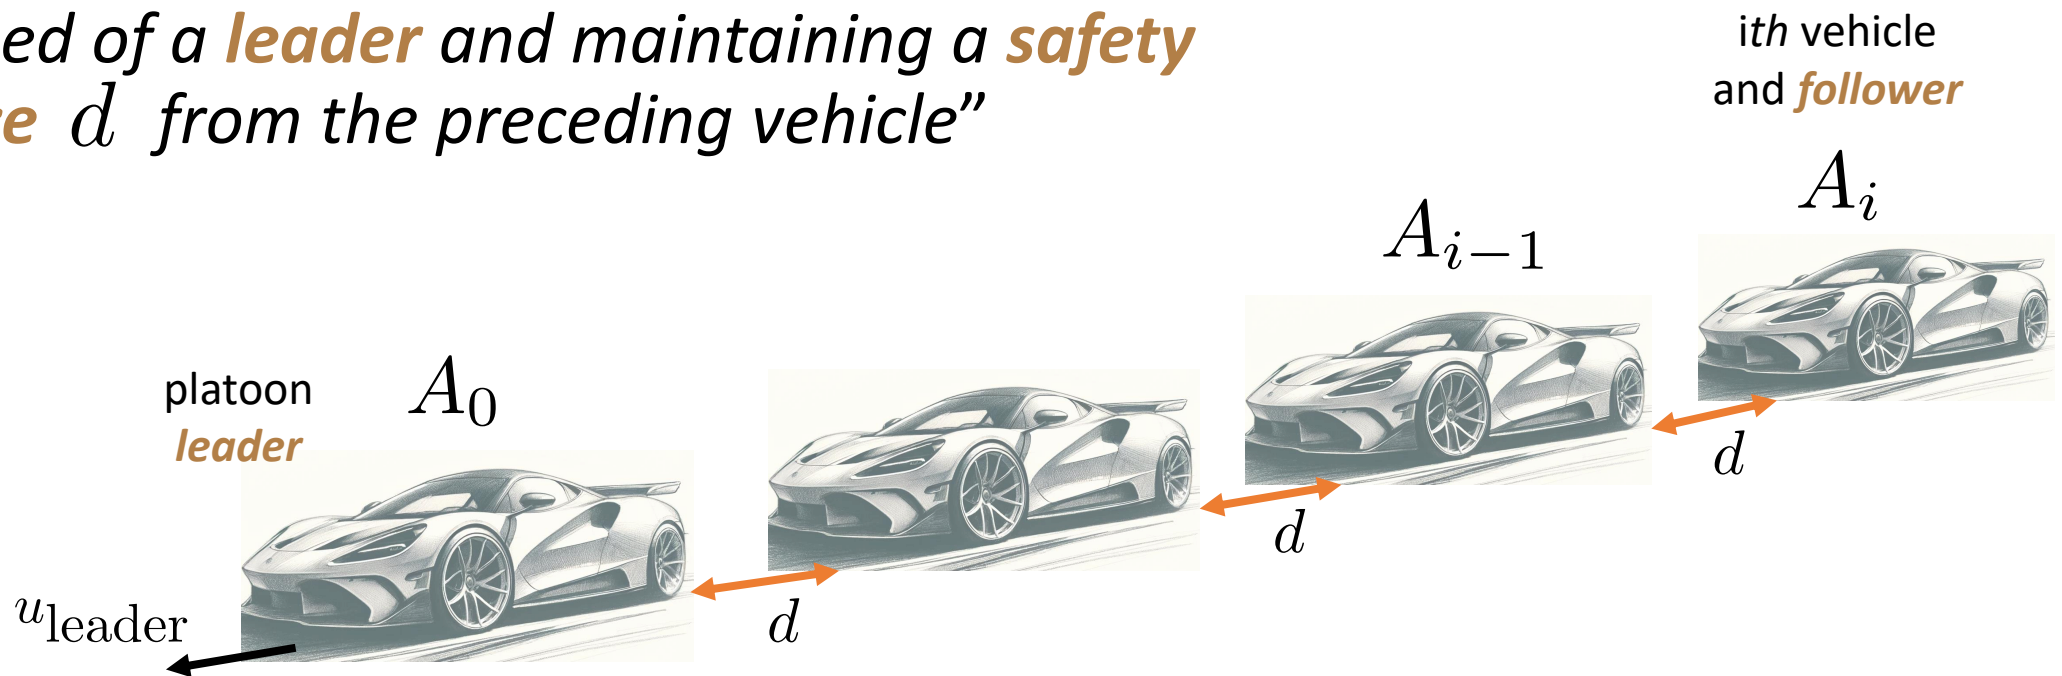 ed of a leader and maintaining a safety
e d from the preceding vehicle”
ith vehicle
and follower
A_i
A_{i-1}
platoon
leader
A_0
d
d
d
u_leader